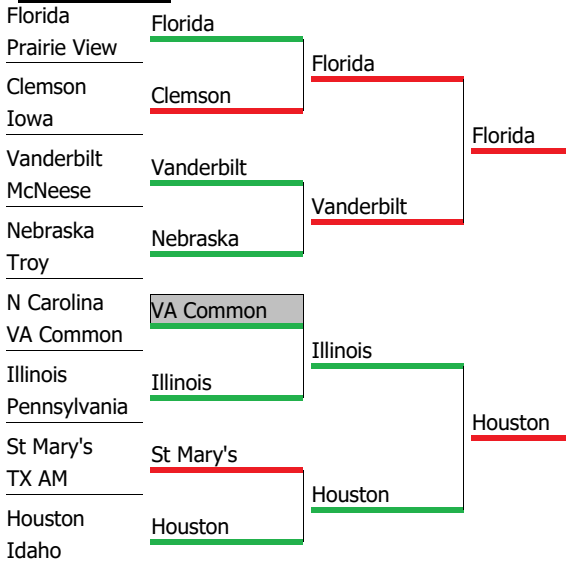 Florida
Prairie View
Clemson
Iowa
Vanderbilt
McNeese
Nebraska
Troy
N Carolina
VA Common
Illinois
Pennsylvania
St Mary's
TX AM
Houston
Idaho
Florida
Clemson
Vanderbilt
Nebraska
VA Common
Illinois
St Mary's
Houston
Florida
Vanderbilt
Illinois
Houston
Florida
Houston